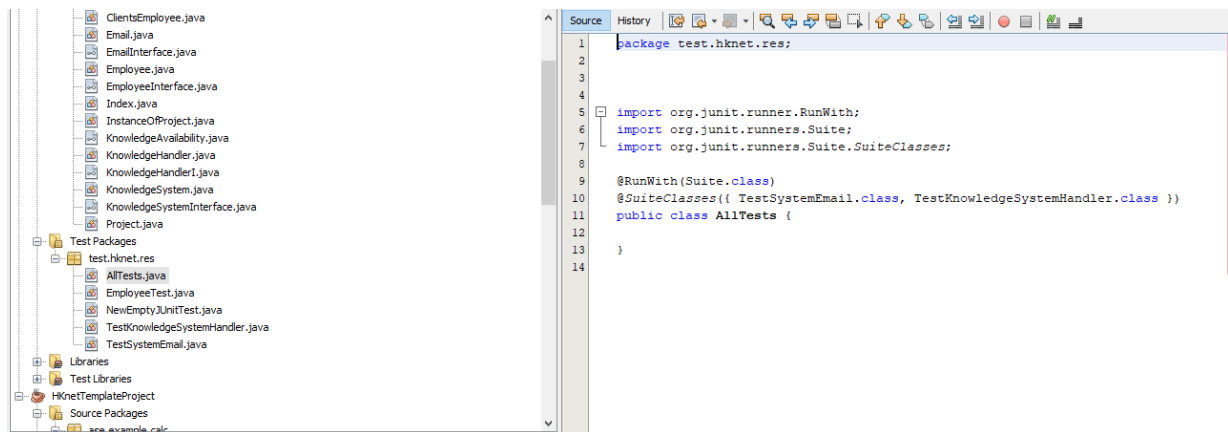 ClientsEmployee.java
Email.java
EmailInterface.java
Employee.java
EmployeeInterface.java
Index.java
InstanceOfProject.java
KnowledgeAvailability.java
KnowledgeHandler.java
KnowledgeHandlerI.java
KnowledgeSystem.java
KnowledgeSystemInterface.java
Project.java
Test Packages
test.hknet.res
AllTests.java
EmployeeTest.java
NewEmptyJUnitTest.java
TestKnowledgeSystemHandler.java
TestSystemEmail.java
Libraries
Test Libraries
HKnetTemplateProject
Source Packages
ase.example.calc
Source History
1 package test.hknet.res;
2
3
4
5 import org.junit.runner.RunWith;
6 import org.junit.runners.Suite;
7 import org.junit.runners.Suite.SuiteClasses;
8
9 @RunWith(Suite.class)
10 @SuiteClasses({ TestSystemEmail.class, TestKnowledgeSystemHandler.class })
11 public class AllTests {
12
13 }
14